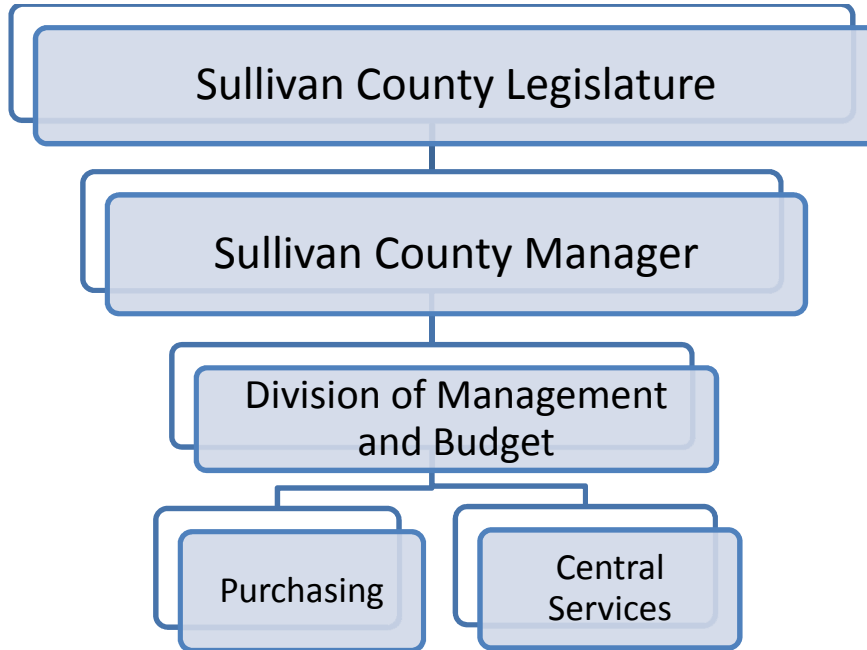 Sullivan County Legislature
Sullivan County Manager
Division of Management
and Budget
Purchasing
Central
Services